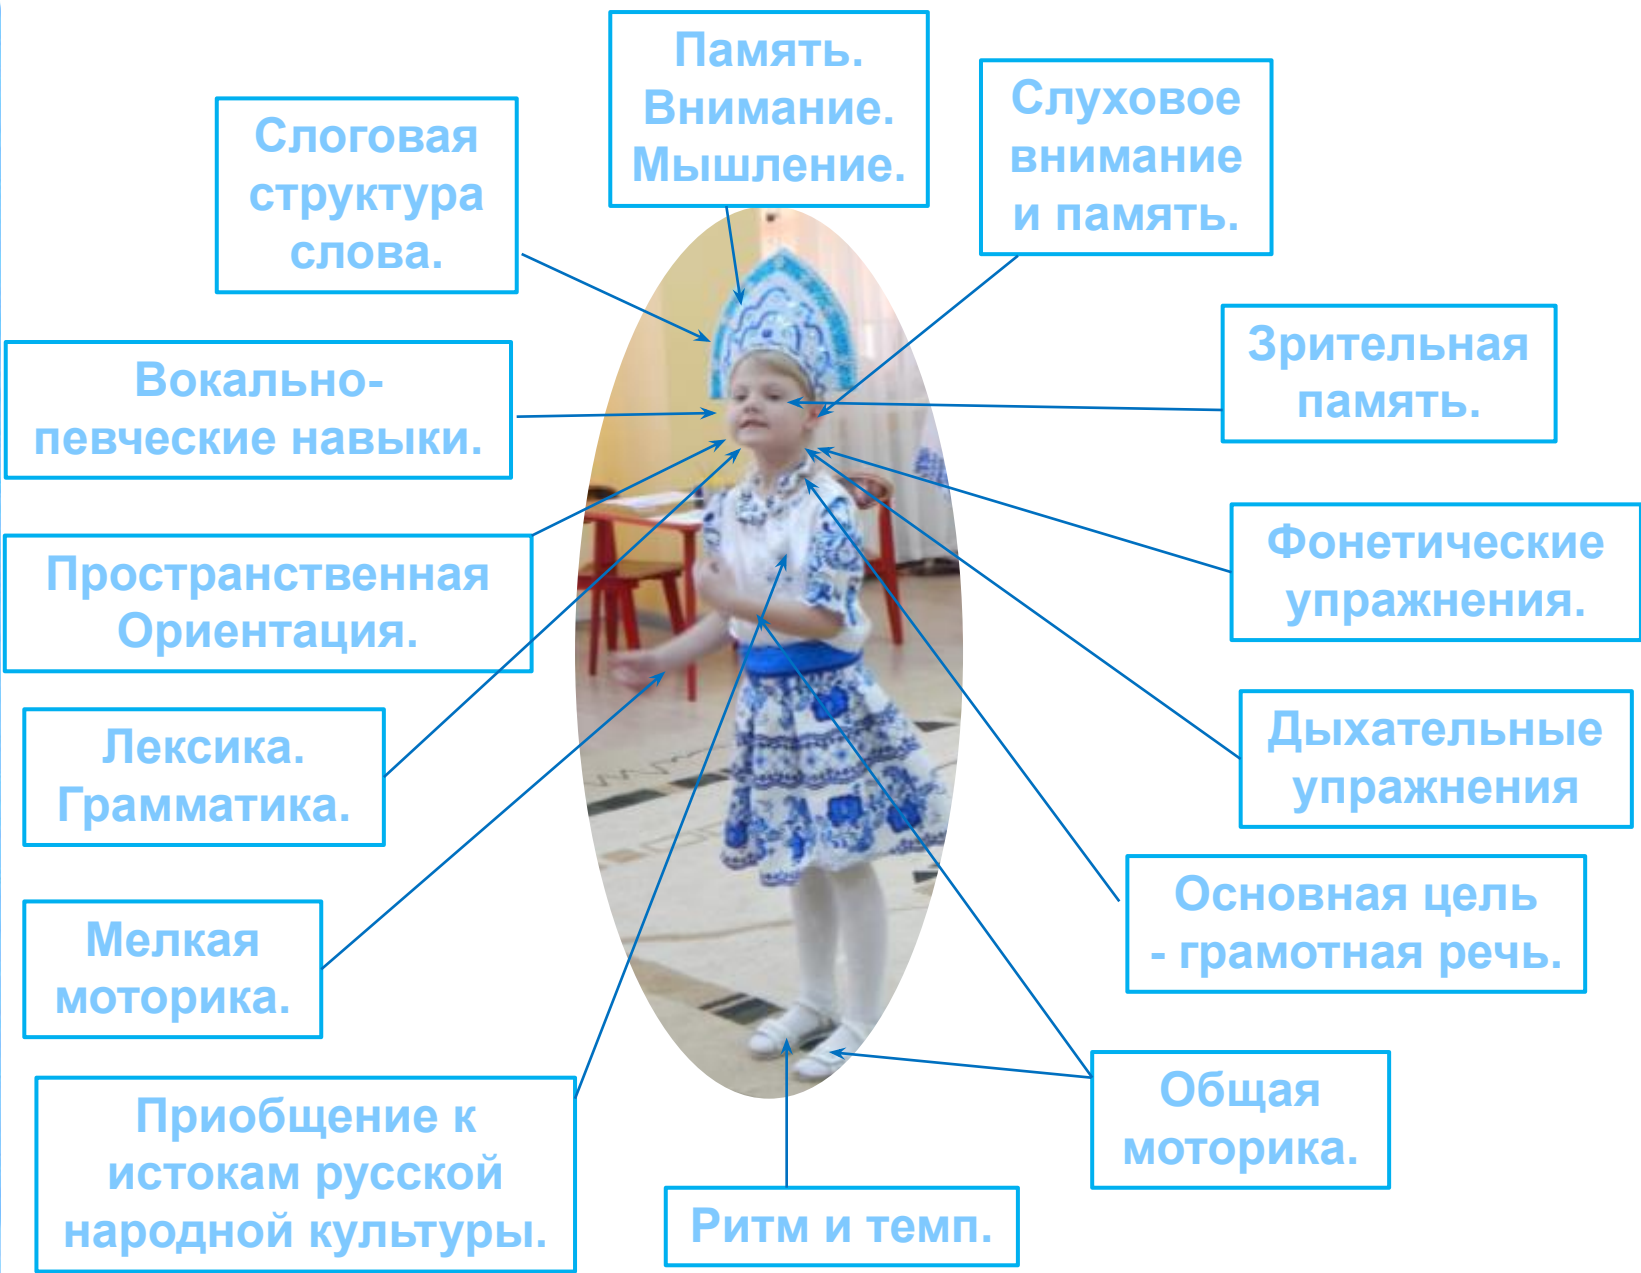 Память.
Внимание.
Мышление.
Слуховое
внимание
и память.
Слоговая
структура
слова.
Зрительная
память.
Вокально-
певческие навыки.
Фонетические
упражнения.
Пространственная
Ориентация.
Дыхательные
упражнения
Лексика.
Грамматика.
Основная цель
- грамотная речь.
Мелкая
моторика.
Общая
моторика.
Приобщение к
истокам русской
народной культуры.
Ритм и темп.